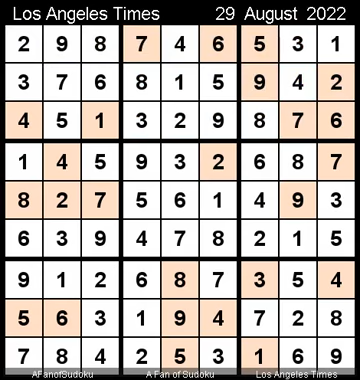 Los Angeles Times 29 August 2022
2 9 8 7 4 6 5 3 1
3 7 6 8 1 5 9 4 2
4 5 1 3 2 9 8 7 6
1 4 5 9 3 2 6 8 7
8 2 7 5 6 1 4 9 3
6 3 9 4 7 8 2 1 5
9 1 2 6 8 7 3 5 4
5 6 3 1 9 4 7 2 8
7 8 4 2 5 3 1 6 9
AFanofSudoku A Fan of Sudoku Los Angeles Times